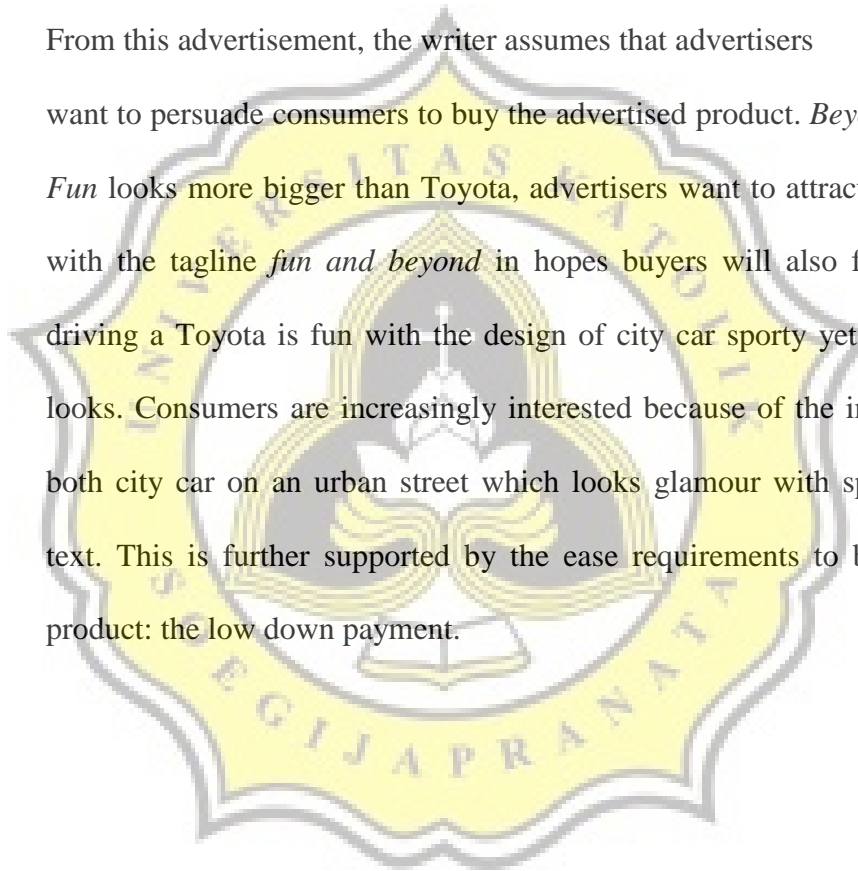 From this advertisement, the writer assumes that advertisers
want to persuade consumers to buy the advertised product.
Fun looks more bigger than Toyota, advertisers want to
with the tagline fun and beyond in hopes buyers will also
driving a Toyota is fun with the design of city car sporty yet
looks. Consumers are increasingly interested because of the
both city car on an urban street which looks glamour with
text. This is further supported by the ease requirements to
product: the low down payment.
UNIVERSITAS KATOLIK
SOEGIJAPRANATA